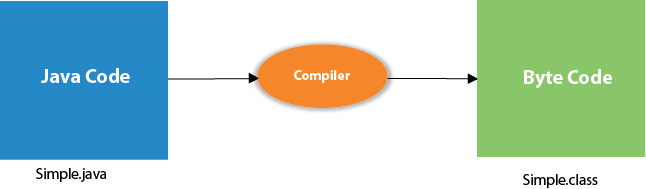 Java Code
Compiler
Byte Code
Simple.java
Simple.class